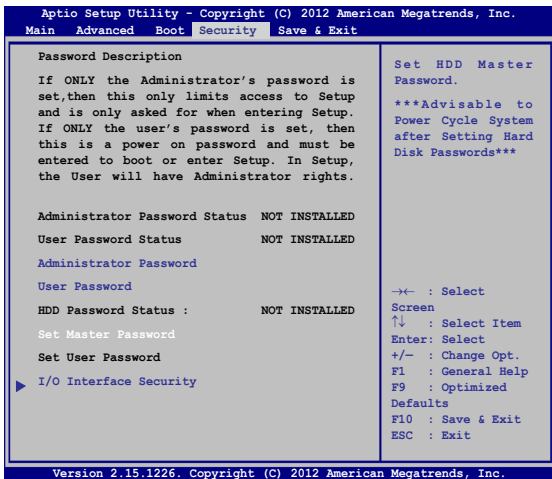 Aptio Setup Utility - Copyright (C) 2012 American Megatrends, Inc.
Main Advanced Boot Security Save & Exit
Password Description
If ONLY the Administrator's password is
set,then this only limits access to Setup
and is only asked for when entering Setup.
If ONLY the user's password is set, then
this is a power on password and must be
entered to boot or enter Setup. In Setup,
the User will have Administrator rights.
Administrator Password Status NOT INSTALLED
User Password Status NOT INSTALLED
Administrator Password
User Password
HDD Password Status : NOT INSTALLED
Set Master Password
Set User Password
I/O Interface Security
Set HDD Master
Password.
***Advisable to
Power Cycle System
after Setting Hard
Disk Passwords***
→← : Select
Screen
↑↓ : Select Item
Enter: Select
+/— : Change Opt.
F1 : General Help
F9 : Optimized
Defaults
F10 : Save & Exit
ESC : Exit
Version 2.15.1226. Copyright (C) 2012 American Megatrends, Inc.